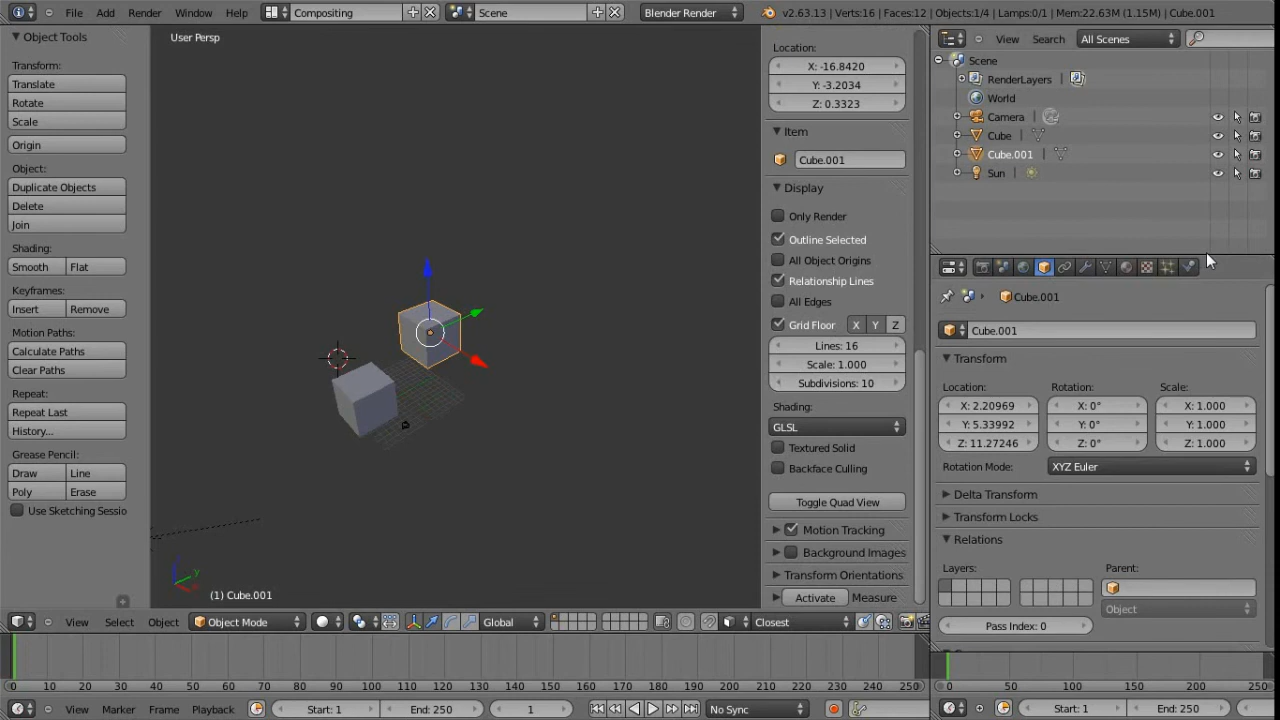 File Add Render Window Help Compositing Scene Blender Render v2.63.13 | Verts:16 | Faces:12 | Objects:1/4 | Lamps:0/1 | Mem:22.63M (1.15M) | Cube.001
Object Tools
Transform:
Translate
Rotate
Scale
Origin
Object:
Duplicate Objects
Delete
Join
Shading:
Smooth Flat
Keyframes:
Insert Remove
Motion Paths:
Calculate Paths
Clear Paths
Repeat:
Repeat Last
History...
Grease Pencil:
Draw Line
Poly Erase
Use Sketching Sessio
User Persp
(1) Cube.001
Location:
X: -16.8420
Y: -3.2034
Z: 0.3323
Item
Cube.001
Display
Only Render
Outline Selected
All Object Origins
Relationship Lines
All Edges
Grid Floor X Y Z
Lines: 16
Scale: 1.000
Subdivisions: 10
Shading:
GLSL
Textured Solid
Backface Culling
Toggle Quad View
Motion Tracking
Background Images
Transform Orientations
Activate Measure
View Search All Scenes
Scene
RenderLayers
World
Camera
Cube
Cube.001
Sun
Cube.001
Cube.001
Transform
Location: Rotation: Scale:
X: 2.20969 X: 0° X: 1.000
Y: 5.33992 Y: 0° Y: 1.000
Z: 11.27246 Z: 0° Z: 1.000
Rotation Mode: XYZ Euler
Delta Transform
Transform Locks
Relations
Layers: Parent:
Object
Pass Index: 0
View Select Object Object Mode Global Closest
0 10 20 30 40 50 60 70 80 90 100 110 120 130 140 150 160 170 180 190 200 210 220 230 240 250
0 50 100 150 200 250
View Marker Frame Playback Start: 1 End: 250 1 No Sync
Start: 1 End: 250